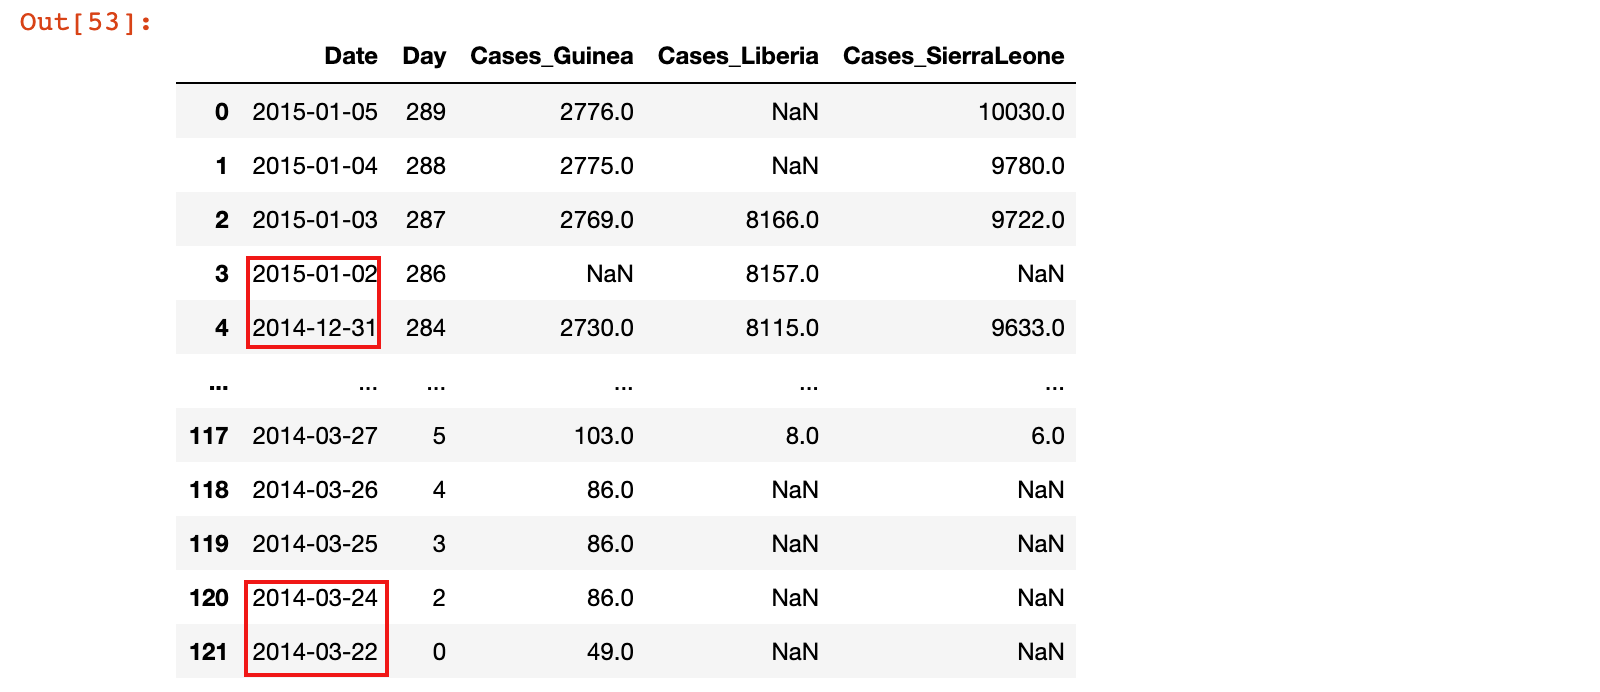 Out[53]:
Date Day Cases_Guinea Cases_Liberia Cases_SierraLeone
0 2015-01-05 289 2776.0 NaN 10030.0
1 2015-01-04 288 2775.0 NaN 9780.0
2 2015-01-03 287 2769.0 8166.0 9722.0
3 2015-01-02 286 NaN 8157.0 NaN
4 2014-12-31 284 2730.0 8115.0 9633.0
... ... ... ... ... ...
117 2014-03-27 5 103.0 8.0 6.0
118 2014-03-26 4 86.0 NaN NaN
119 2014-03-25 3 86.0 NaN NaN
120 2014-03-24 2 86.0 NaN NaN
121 2014-03-22 0 49.0 NaN NaN